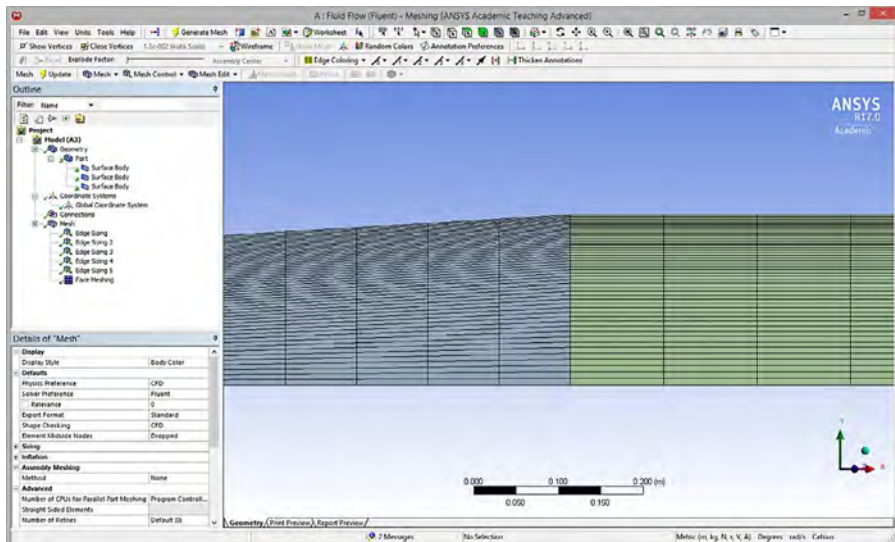 A : Fluid Flow (Fluent) - Meshing [ANSYS Academic Teaching Advanced]
File Edit View Units Tools Help Generate Mesh Worksheet
Show Vertices Close Vertices Wireframe Random Colors Annotation Preferences
Explode Factor: Assembly Center Edge Coloring Thicken Annotations
Mesh Update Mesh Mesh Control Mesh Edit
Outline
Filter: Name
Project
Model (A3)
Geometry
Part
Surface Body
Surface Body
Surface Body
Coordinate Systems
Global Coordinate System
Connections
Mesh
Edge Sizing
Edge Sizing 2
Edge Sizing 3
Edge Sizing 4
Edge Sizing 5
Face Meshing
Details of "Mesh"
Display
Display Style Body Color
Defaults
Physics Preference CFD
Solver Preference Fluent
Relevance 0
Export Format Standard
Shape Checking CFD
Element Midside Nodes Dropped
Sizing
Inflation
Assembly Meshing
Method None
Advanced
Number of CPUs for Parallel Part Meshing Program Controll...
Straight Sided Elements
Number of Retries Default (0)
ANSYS
R17.0
Academic
Y
X
0.000 0.100 0.200 (m)
0.050 0.150
Geometry Print Preview Report Preview
2 Messages No Selection Metric (m, kg, N, s, V, A) Degrees rad/s Celsius